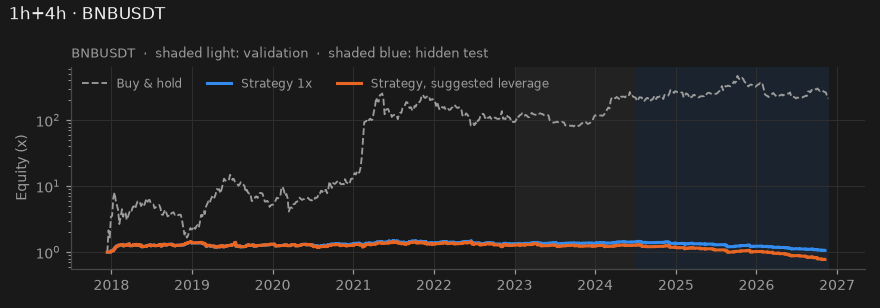 1h+4h · BNBUSDT
BNBUSDT · shaded light: validation · shaded blue: hidden test
Buy & hold
Strategy 1x
Strategy, suggested leverage
Equity (x)
10²
10¹
10⁰
2018 2019 2020 2021 2022 2023 2024 2025 2026 2027